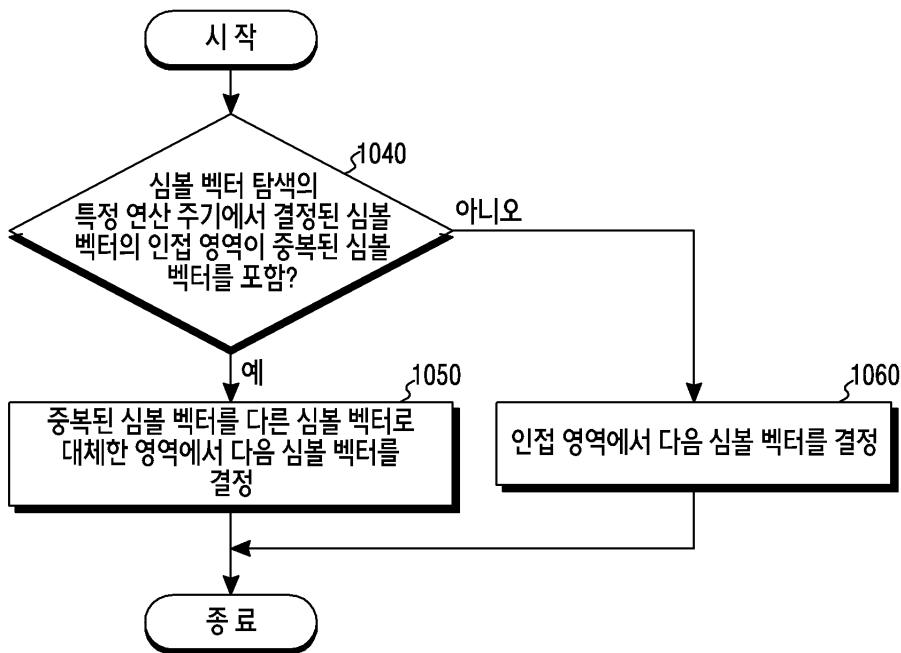 시 작
1040
심볼 벡터 탐색의
특정 연산 주기에서 결정된 심볼
벡터의 인접 영역이 중복된 심볼
벡터를 포함?
아니오
예
1050
중복된 심볼 벡터를 다른 심볼 벡터로
대체한 영역에서 다음 심볼 벡터를
결정
1060
인접 영역에서 다음 심볼 벡터를 결정
종 료